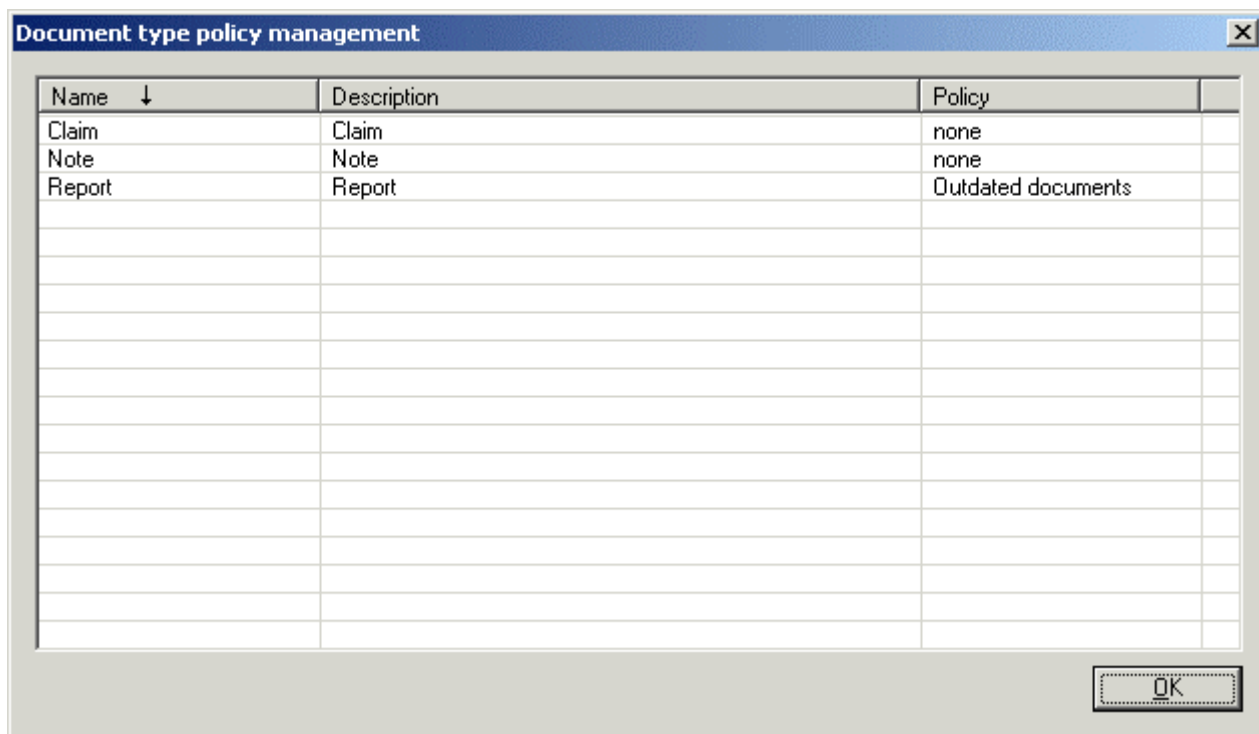 Document type policy management
Name ↓ Description Policy
Claim Claim none
Note Note none
Report Report Outdated documents
OK